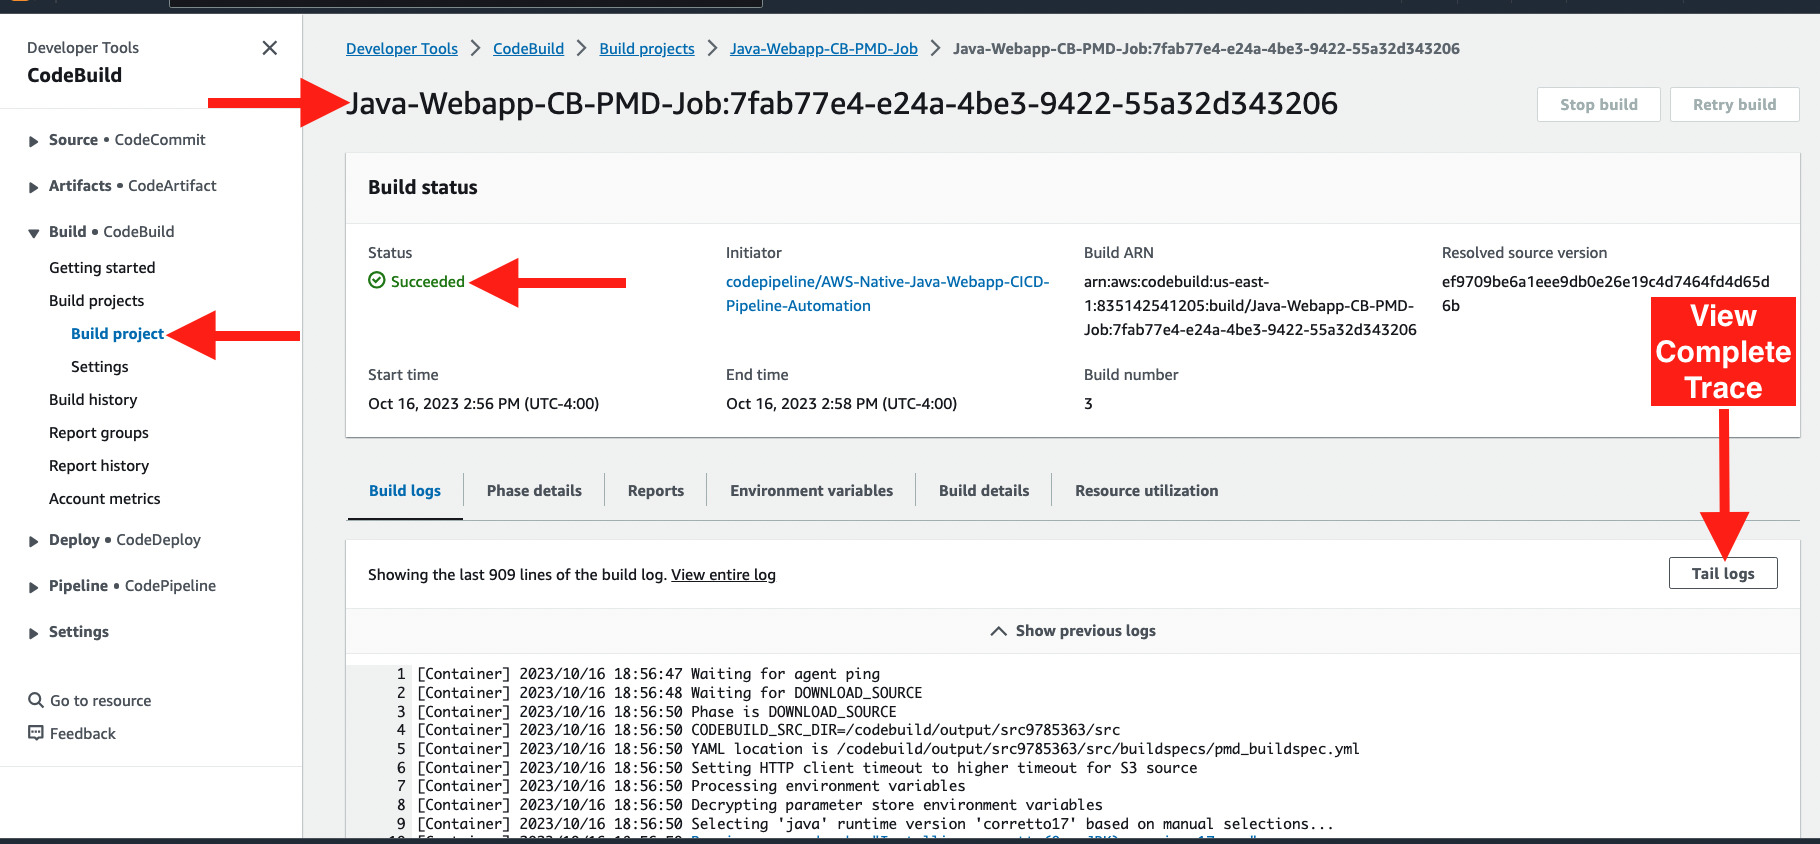 Developer Tools
CodeBuild
Source • CodeCommit
Artifacts • CodeArtifact
Build • CodeBuild
Getting started
Build projects
Build project
Settings
Build history
Report groups
Report history
Account metrics
Deploy • CodeDeploy
Pipeline • CodePipeline
Settings
Go to resource
Feedback
Developer Tools > CodeBuild > Build projects > Java-Webapp-CB-PMD-Job > Java-Webapp-CB-PMD-Job:7fab77e4-e24a-4be3-9422-55a32d343206
Java-Webapp-CB-PMD-Job:7fab77e4-e24a-4be3-9422-55a32d343206
Stop build
Retry build
Build status
Status
Succeeded
Initiator
codepipeline/AWS-Native-Java-Webapp-CICD-
Pipeline-Automation
Build ARN
arn:aws:codebuild:us-east-
1:835142541205:build/Java-Webapp-CB-PMD-
Job:7fab77e4-e24a-4be3-9422-55a32d343206
Resolved source version
ef9709be6a1eee9db0e26e19c4d7464fd4d65d
6b
Start time
Oct 16, 2023 2:56 PM (UTC-4:00)
End time
Oct 16, 2023 2:58 PM (UTC-4:00)
Build number
3
View
Complete
Trace
Build logs
Phase details
Reports
Environment variables
Build details
Resource utilization
Showing the last 909 lines of the build log. View entire log
Tail logs
Show previous logs
1 [Container] 2023/10/16 18:56:47 Waiting for agent ping
2 [Container] 2023/10/16 18:56:48 Waiting for DOWNLOAD_SOURCE
3 [Container] 2023/10/16 18:56:50 Phase is DOWNLOAD_SOURCE
4 [Container] 2023/10/16 18:56:50 CODEBUILD_SRC_DIR=/codebuild/output/src9785363/src
5 [Container] 2023/10/16 18:56:50 YAML location is /codebuild/output/src9785363/src/buildspecs/pmd_buildspec.yml
6 [Container] 2023/10/16 18:56:50 Setting HTTP client timeout to higher timeout for S3 source
7 [Container] 2023/10/16 18:56:50 Processing environment variables
8 [Container] 2023/10/16 18:56:50 Decrypting parameter store environment variables
9 [Container] 2023/10/16 18:56:50 Selecting 'java' runtime version 'corretto17' based on manual selections...